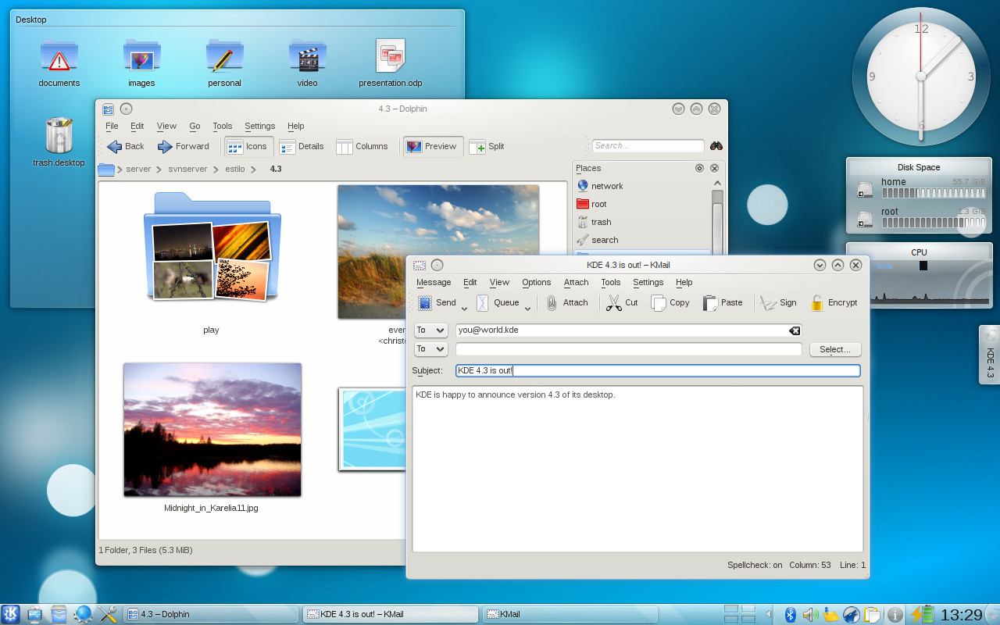 Desktop
documents
images
personal
video
presentation.odp
trash.desktop
12
3
6
9
4.3 – Dolphin
File Edit View Go Tools Settings Help
Back Forward Icons Details Columns Preview Split
Search...
server svnserver estilo 4.3
Places
network
root
trash
search
play
ever
<christo
Midnight_in_Karelia11.jpg
1 Folder, 3 Files (5.3 MiB)
KDE 4.3 is out! – KMail
Message Edit View Options Attach Tools Settings Help
Send Queue Attach Cut Copy Paste Sign Encrypt
To you@world.kde
To Select...
Subject: KDE 4.3 is out!
KDE is happy to announce version 4.3 of its desktop.
Spellcheck: on Column: 53 Line: 1
Disk Space
home 55.7 GiB
root 1.3 GiB
CPU
KDE 4.3
4.3 – Dolphin
KDE 4.3 is out! – KMail
KMail
13:29